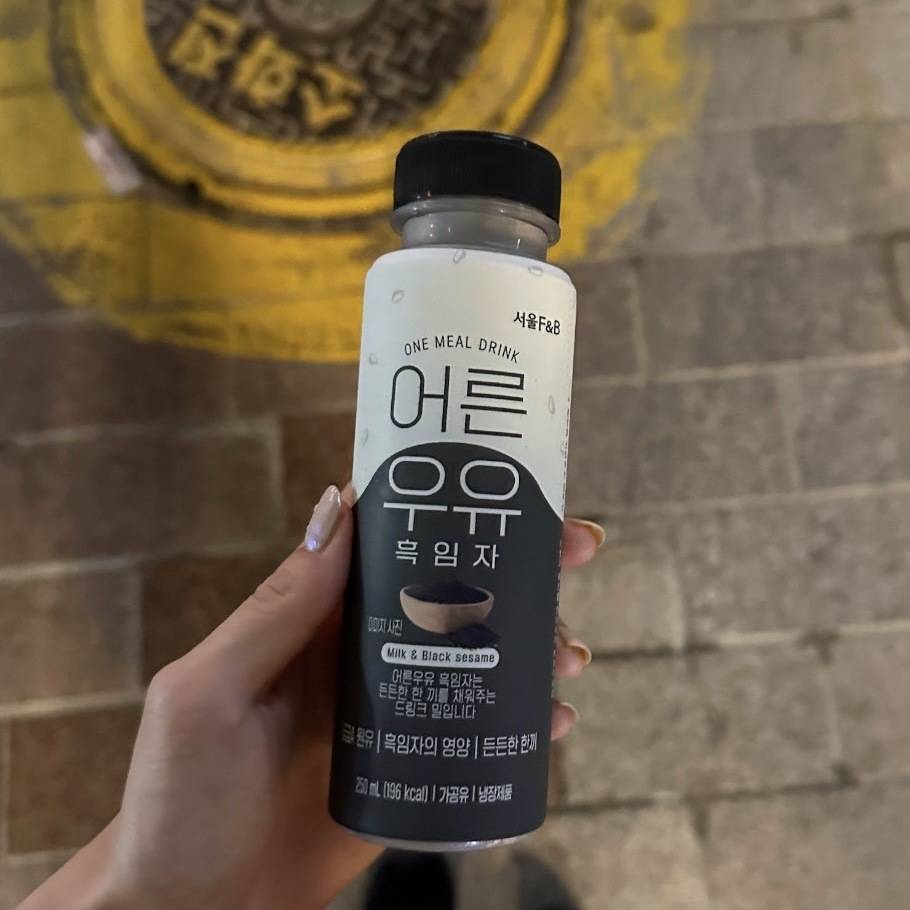 소화전
서울F&B
ONE MEAL DRINK
어른
우유
흑임자
이미지 사진
Milk & Black sesame
어른우유 흑임자는
든든한 한 끼를 채워주는
드링크 밀입니다
원유 | 흑임자의 영양 | 든든한 한끼
250 mL (196 kcal) | 가공유 | 냉장제품